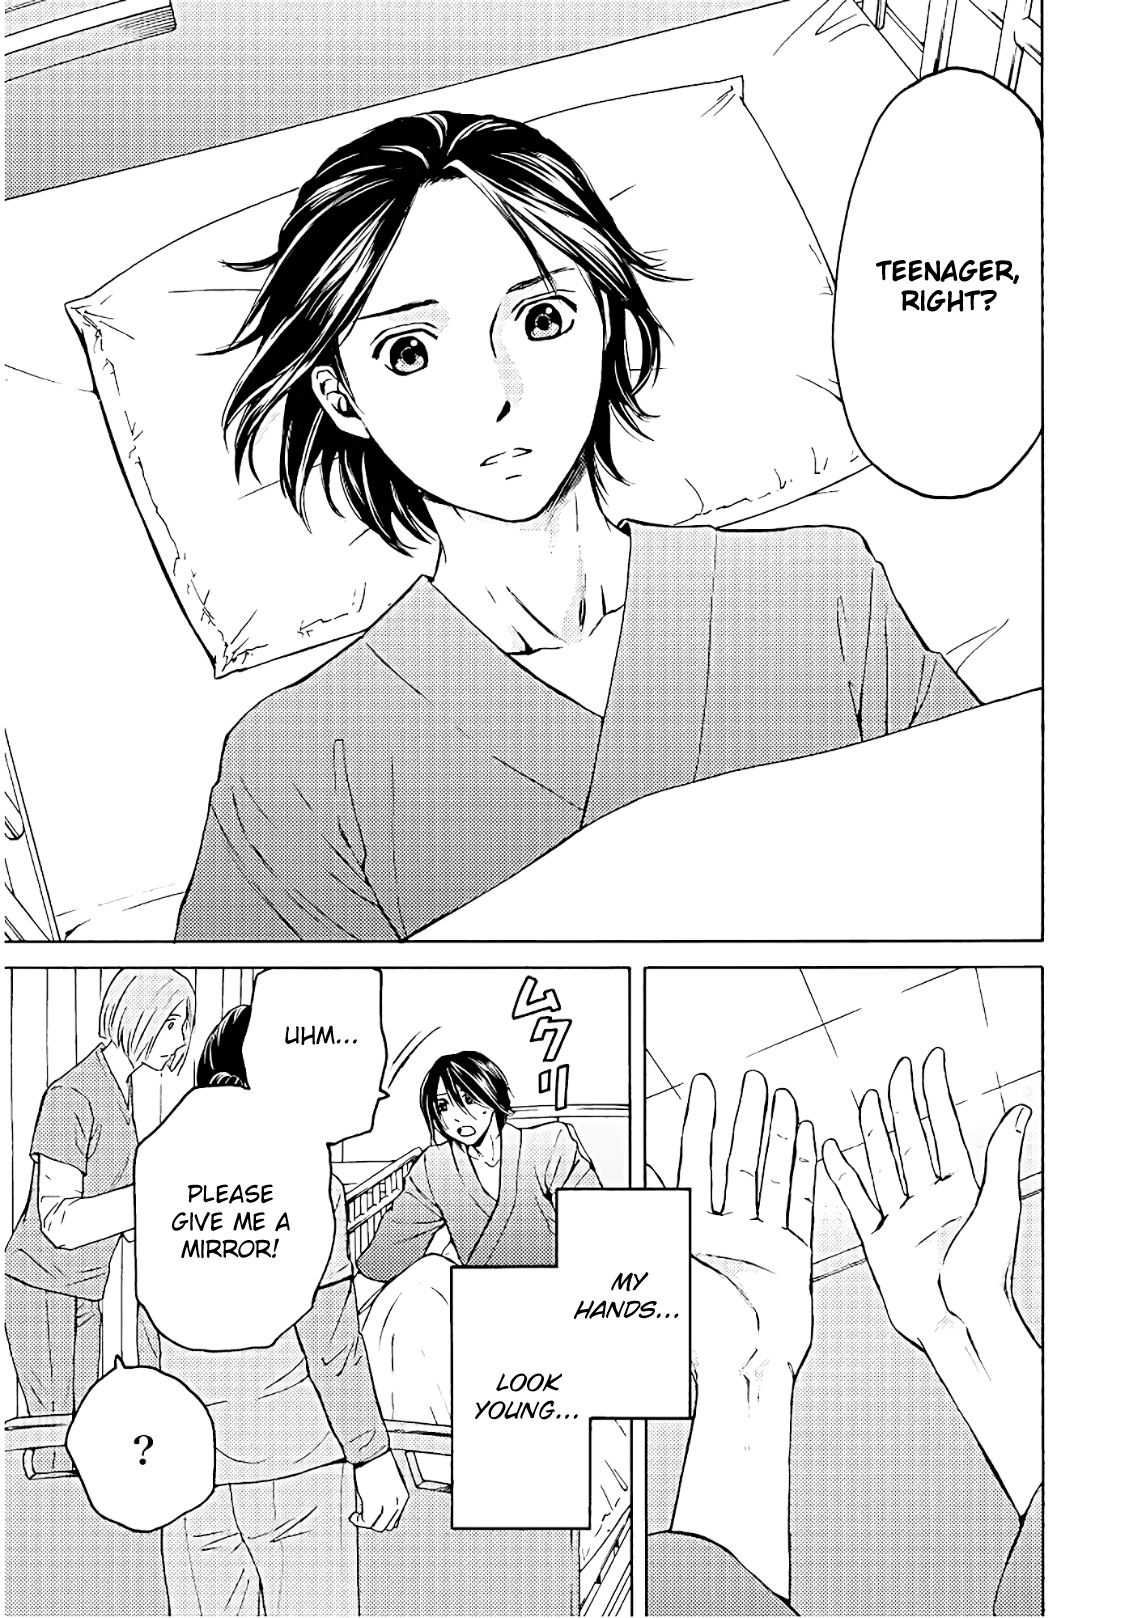 TEENAGER,
RIGHT?
MY
HANDS...
LOOK
YOUNG...
ムクリ
UHM...
PLEASE
GIVE ME A
MIRROR!
?